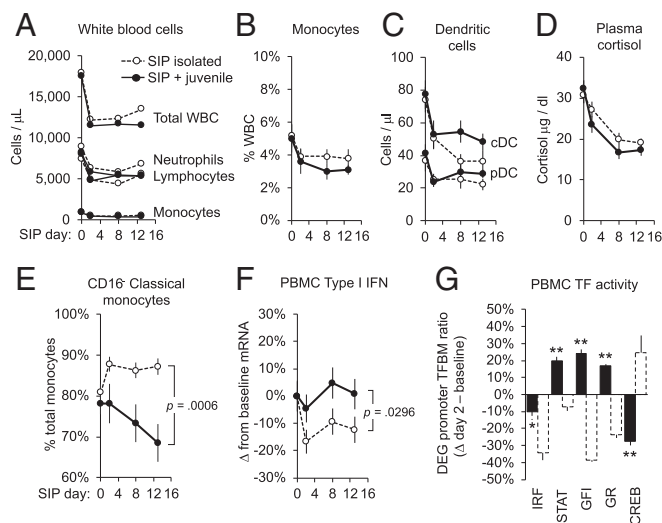 A
White blood cells
20,000
15,000
10,000
5,000
0
Cells / µL
SIP isolated
SIP + juvenile
Total WBC
Neutrophils
Lymphocytes
Monocytes
SIP day: 0 4 8 12 16
B
Monocytes
10%
8%
6%
4%
2%
0%
% WBC
0 4 8 12 16
C
Dendritic
cells
100
80
60
40
20
0
Cells / µl
cDC
pDC
0 4 8 12 16
D
Plasma
cortisol
40
30
20
10
0
Cortisol µg / dl
0 4 8 12 16
E
CD16- Classical
monocytes
100%
90%
80%
70%
60%
% total monocytes
p = .0006
SIP day: 0 4 8 12 16
F
PBMC Type I IFN
30%
20%
10%
0%
-10%
-20%
-30%
Δ from baseline mRNA
p = .0296
0 4 8 12 16
G
PBMC TF activity
50%
40%
30%
20%
10%
0%
-10%
-20%
-30%
-40%
-50%
DEG promoter TFBM ratio
(Δ day 2 – baseline)
*
**
**
**
**
IRF
STAT
GFI
GR
CREB